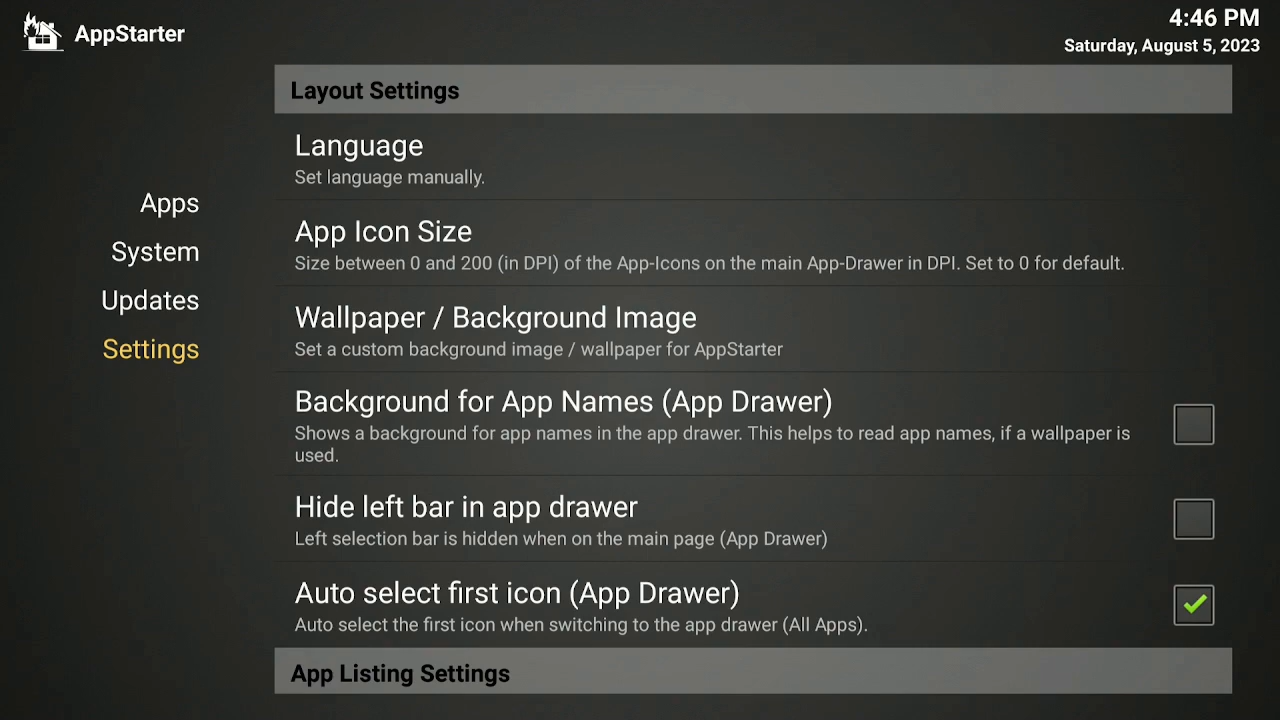 AppStarter
4:46 PM
Saturday, August 5, 2023
Apps
System
Updates
Settings
Layout Settings
Language
Set language manually.
App Icon Size
Size between 0 and 200 (in DPI) of the App-Icons on the main App-Drawer in DPI. Set to 0 for default.
Wallpaper / Background Image
Set a custom background image / wallpaper for AppStarter
Background for App Names (App Drawer)
Shows a background for app names in the app drawer. This helps to read app names, if a wallpaper is
used.
Hide left bar in app drawer
Left selection bar is hidden when on the main page (App Drawer)
Auto select first icon (App Drawer)
Auto select the first icon when switching to the app drawer (All Apps).
App Listing Settings